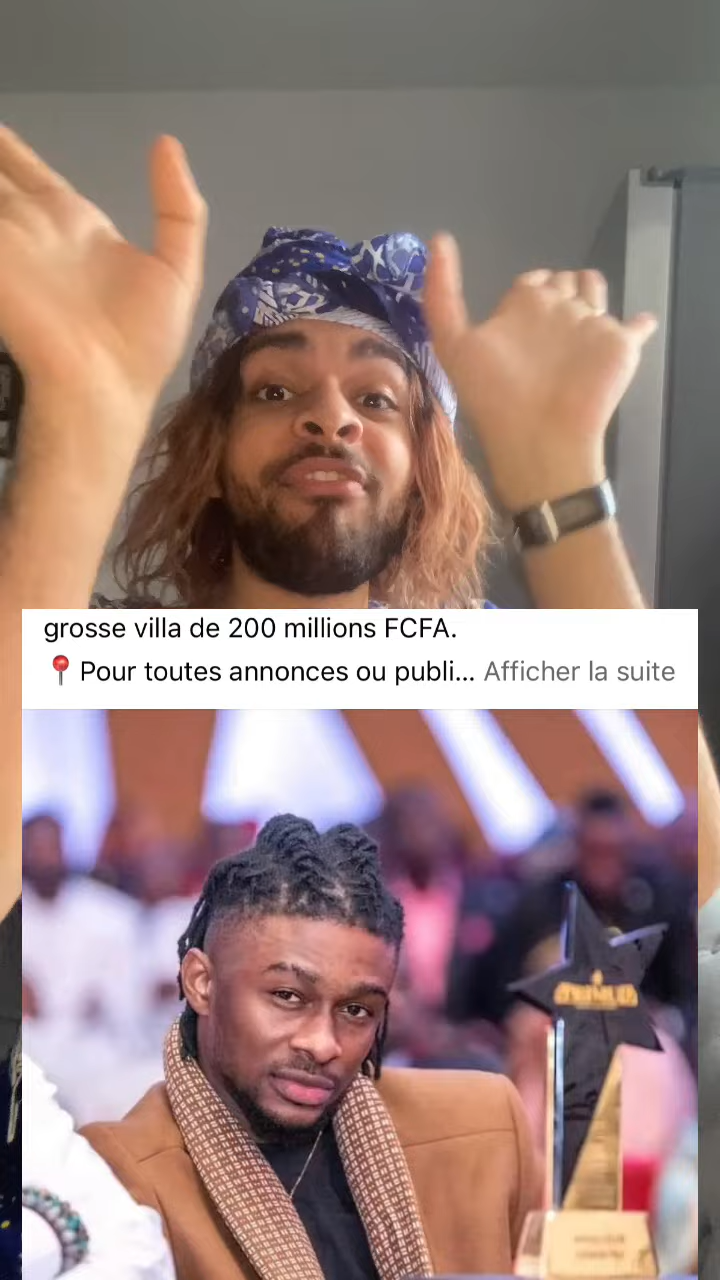 grosse villa de 200 millions FCFA.
📍Pour toutes annonces ou publi... Afficher la suite